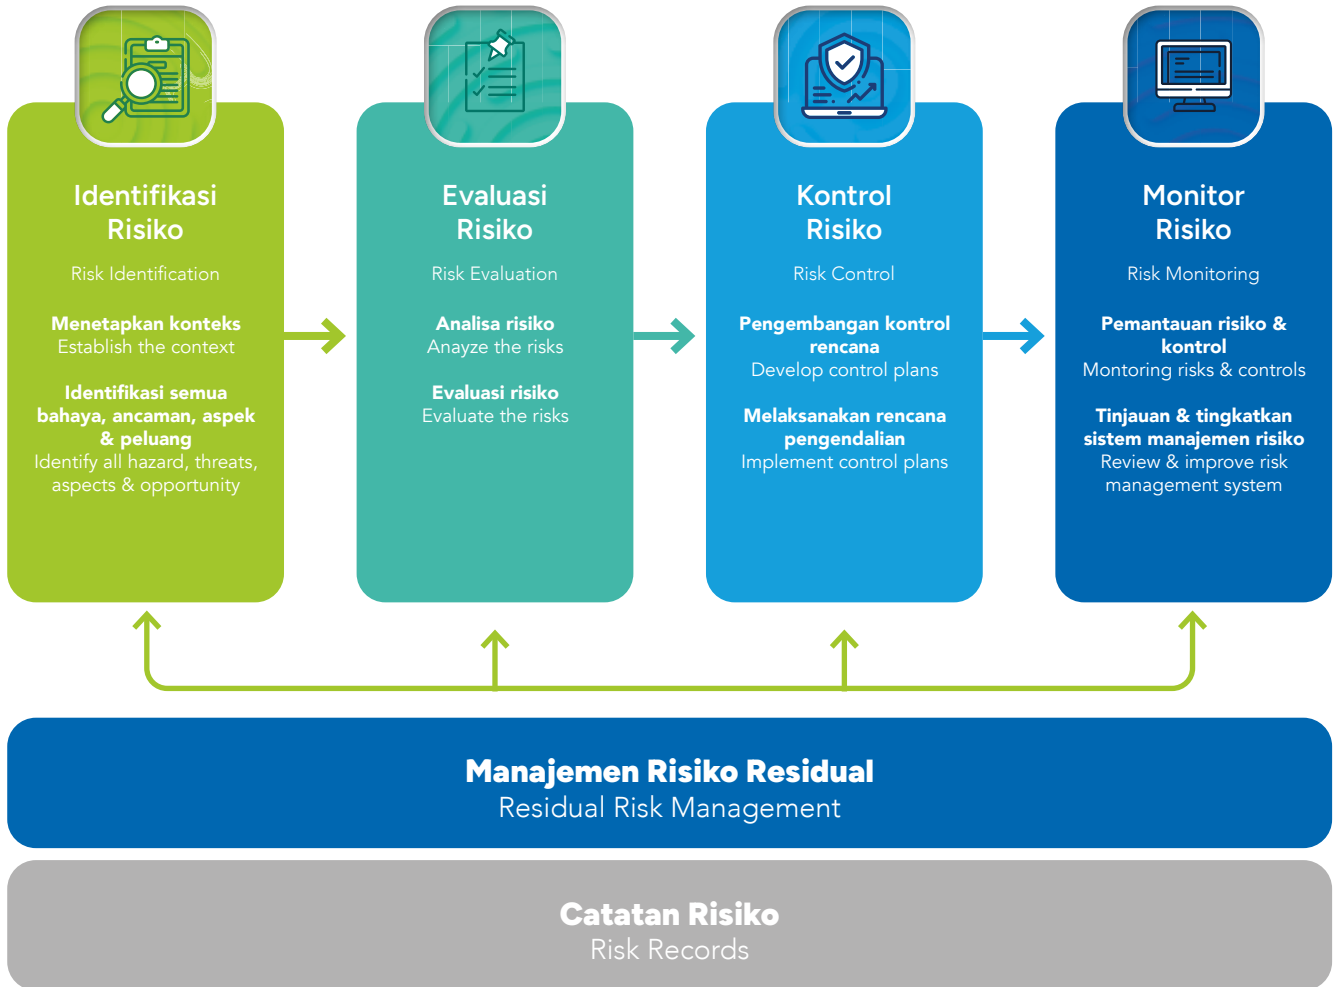 Identifikasi
Risiko
Risk Identification
Menetapkan konteks
Establish the context
Identifikasi semua
bahaya, ancaman, aspek
& peluang
Identify all hazard, threats,
aspects & opportunity
Evaluasi
Risiko
Risk Evaluation
Analisa risiko
Anayze the risks
Evaluasi risiko
Evaluate the risks
Kontrol
Risiko
Risk Control
Pengembangan kontrol
rencana
Develop control plans
Melaksanakan rencana
pengendalian
Implement control plans
Monitor
Risiko
Risk Monitoring
Pemantauan risiko &
kontrol
Montoring risks & controls
Tinjauan & tingkatkan
sistem manajemen risiko
Review & improve risk
management system
Manajemen Risiko Residual
Residual Risk Management
Catatan Risiko
Risk Records